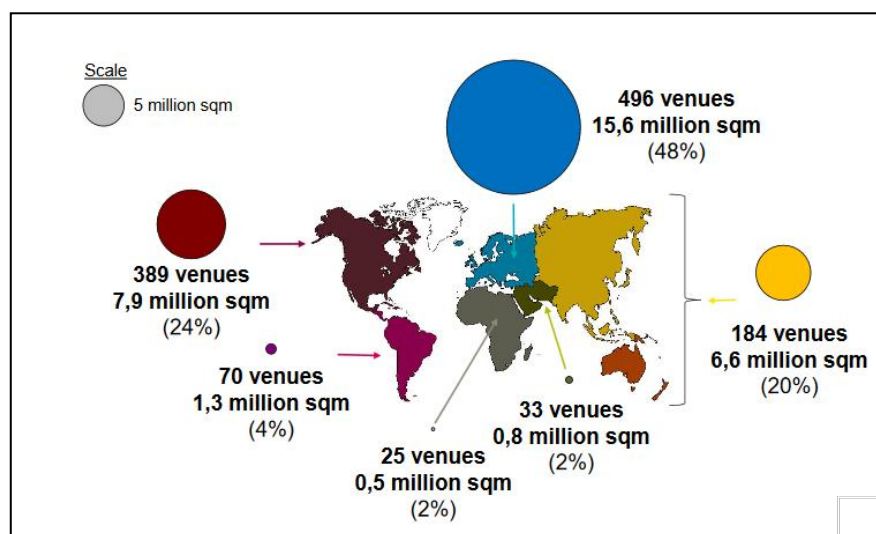 Scale
5 million sqm
496 venues
15,6 million sqm
(48%)
389 venues
7,9 million sqm
(24%)
184 venues
6,6 million sqm
(20%)
70 venues
1,3 million sqm
(4%)
33 venues
0,8 million sqm
(2%)
25 venues
0,5 million sqm
(2%)